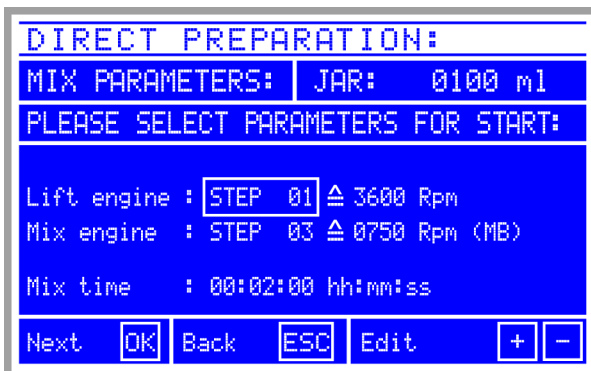 DIRECT PREPARATION:
MIX PARAMETERS: JAR: 0100 ml
PLEASE SELECT PARAMETERS FOR START:
Lift engine : STEP 01 ≙ 3600 Rpm
Mix engine : STEP 03 ≙ 0750 Rpm (MB)
Mix time : 00:02:00 hh:mm:ss
Next OK Back ESC Edit + -